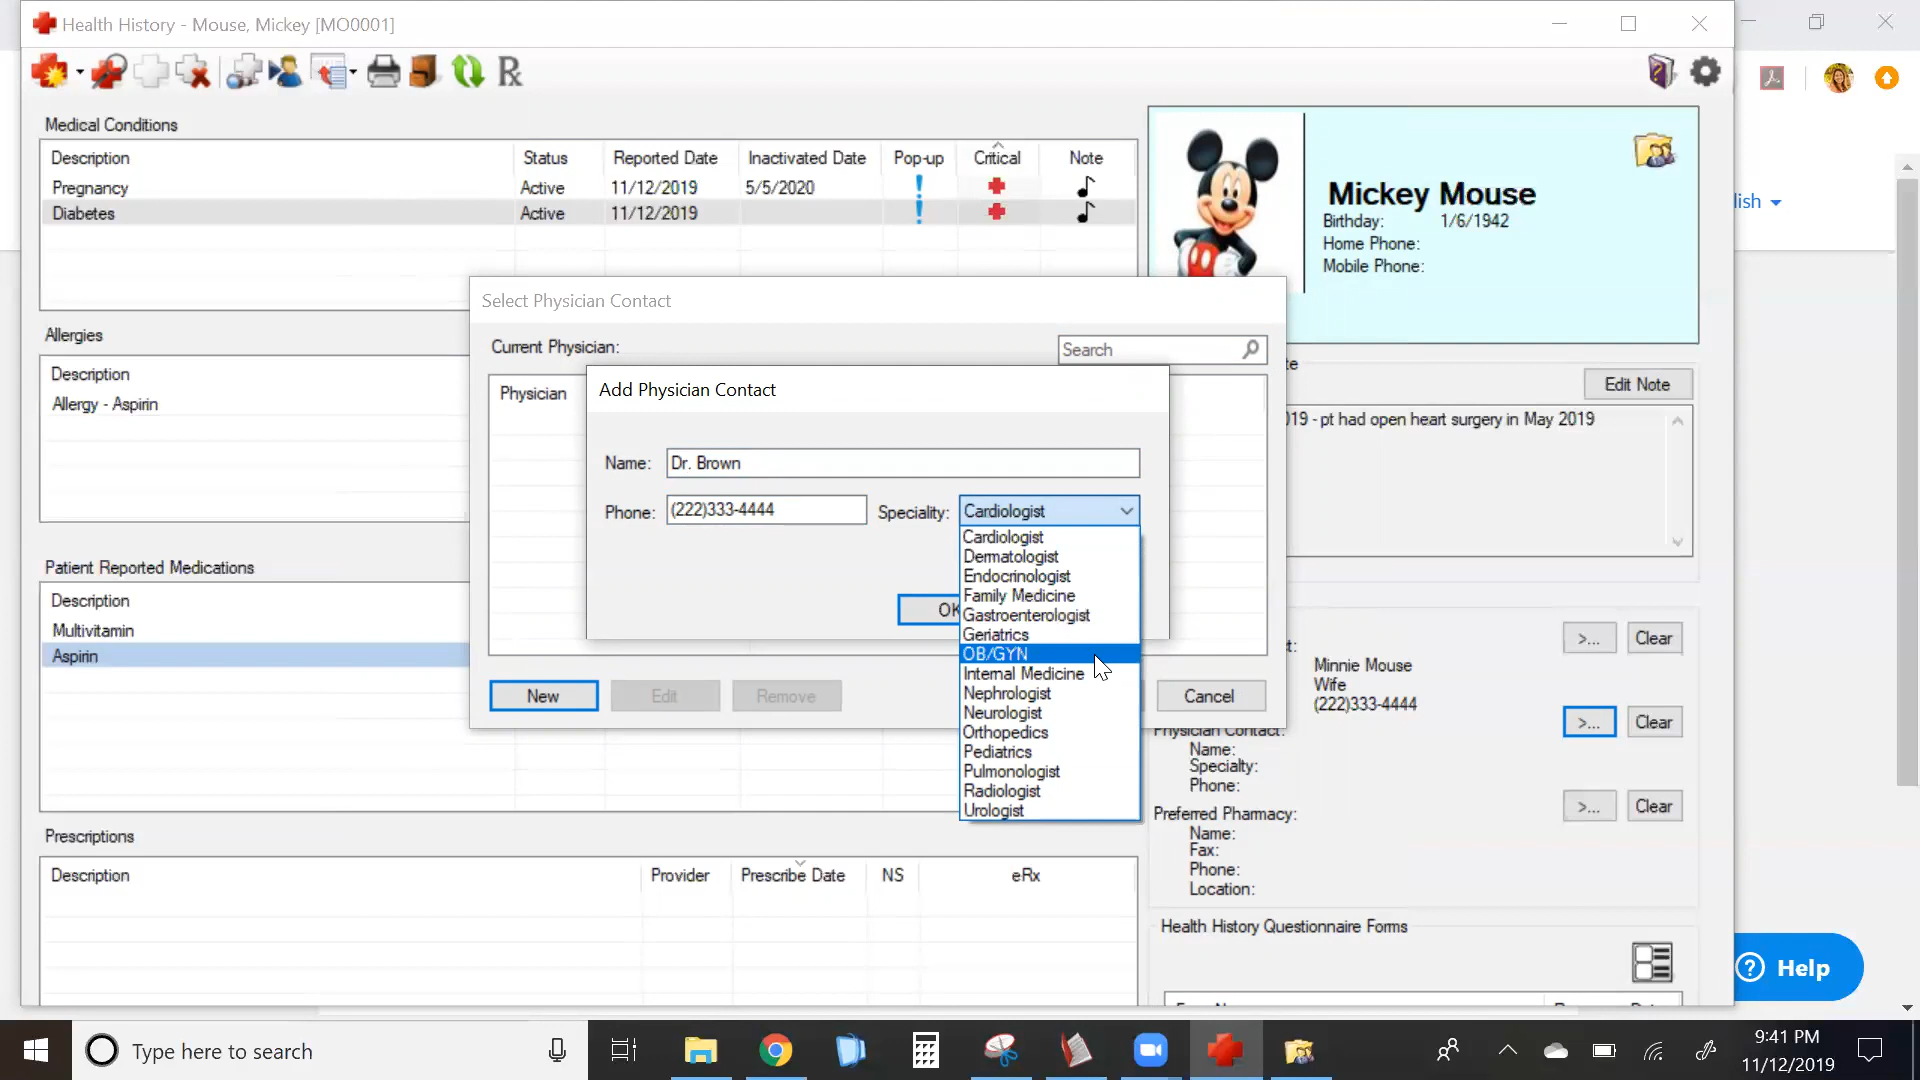 Health History - Mouse, Mickey [MO0001]
Medical Conditions
Description Status Reported Date Inactivated Date Pop-up Critical Note
Pregnancy Active 11/12/2019 5/5/2020
Diabetes Active 11/12/2019
Mickey Mouse
Birthday: 1/6/1942
Home Phone:
Mobile Phone:
lish
Allergies
Description
Allergy - Aspirin
Select Physician Contact
Current Physician:
Search
Physician
Add Physician Contact
Name: Dr. Brown
Phone: (222)333-4444 Speciality: Cardiologist
Cardiologist
Dermatologist
Endocrinologist
Family Medicine
Gastroenterologist
Geriatrics
OB/GYN
Internal Medicine
Nephrologist
Neurologist
Orthopedics
Pediatrics
Pulmonologist
Radiologist
Urologist
OK
New Edit Remove Cancel
te
Edit Note
019 - pt had open heart surgery in May 2019
Patient Reported Medications
Description
Multivitamin
Aspirin
t:
>... Clear
Minnie Mouse
Wife
(222)333-4444
>... Clear
Physician Contact:
Name:
Specialty:
Phone:
Preferred Pharmacy:
>... Clear
Name:
Fax:
Phone:
Location:
Prescriptions
Description Provider Prescribe Date NS eRx
Health History Questionnaire Forms
Help
Type here to search
9:41 PM
11/12/2019